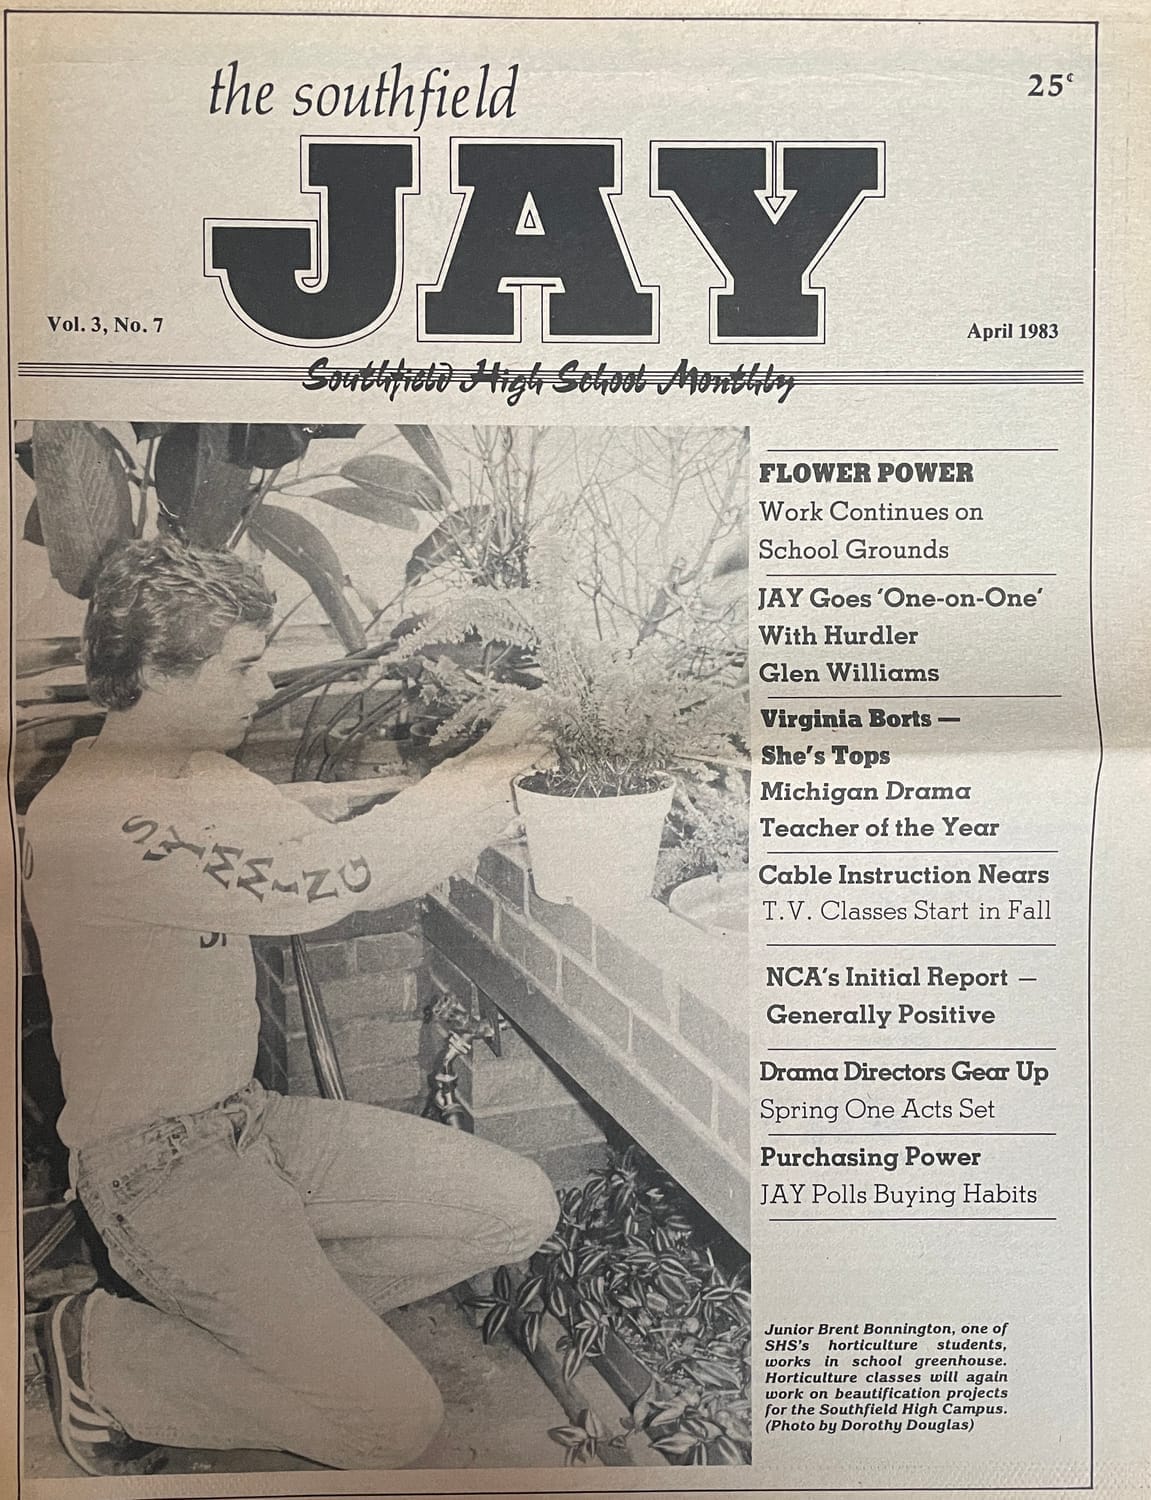 the southfield
25¢
JAY
Vol. 3, No. 7
April 1983
Southfield High School Monthly
FLOWER POWER
Work Continues on
School Grounds
JAY Goes 'One-on-One'
With Hurdler
Glen Williams
Virginia Borts —
She's Tops
Michigan Drama
Teacher of the Year
Cable Instruction Nears
T.V. Classes Start in Fall
NCA's Initial Report —
Generally Positive
Drama Directors Gear Up
Spring One Acts Set
Purchasing Power
JAY Polls Buying Habits
SWIMMING
Junior Brent Bonnington, one of
SHS's horticulture students,
works in school greenhouse.
Horticulture classes will again
work on beautification projects
for the Southfield High Campus.
(Photo by Dorothy Douglas)